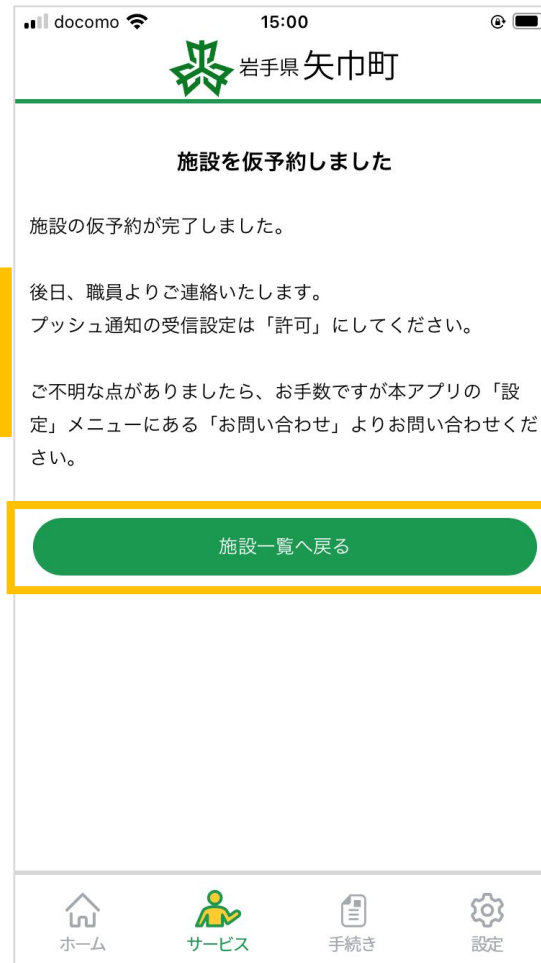 docomo 15:00
岩手県 矢巾町
施設を仮予約しました
施設の仮予約が完了しました。
後日、職員よりご連絡いたします。
プッシュ通知の受信設定は「許可」にしてください。
ご不明な点がありましたら、お手数ですが本アプリの「設
定」メニューにある「お問い合わせ」よりお問い合わせくだ
さい。
施設一覧へ戻る
ホーム サービス 手続き 設定